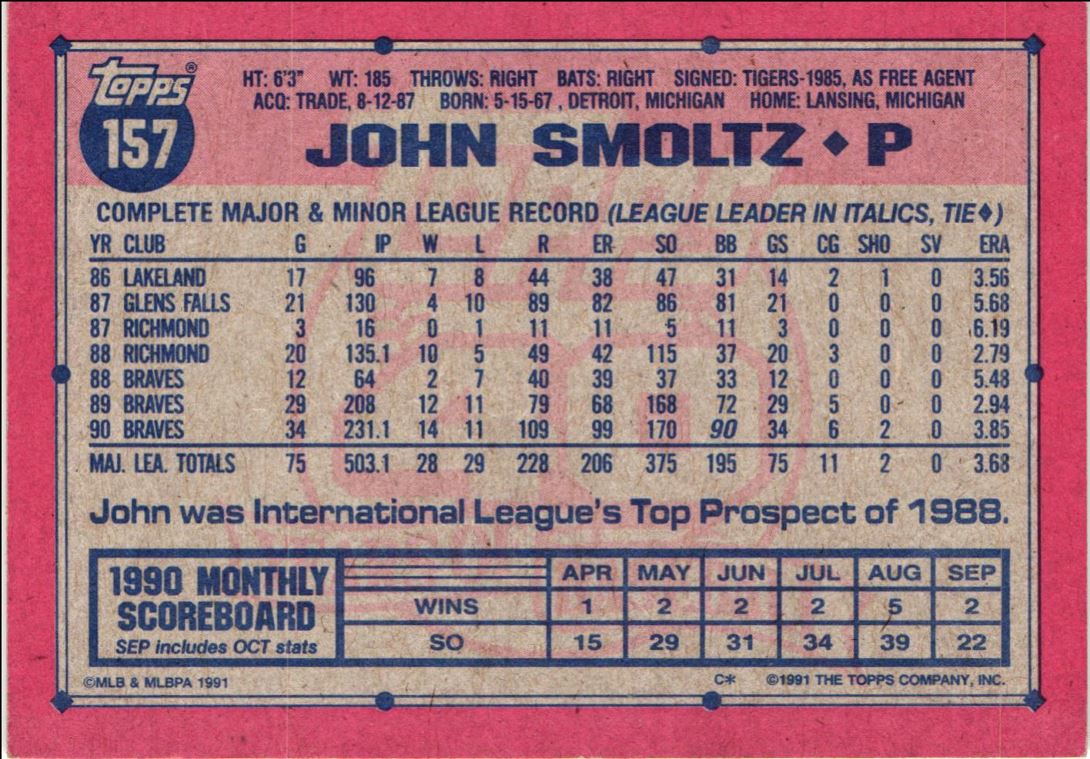 topps®
157
HT: 6'3" WT: 185 THROWS: RIGHT BATS: RIGHT SIGNED: TIGERS-1985, AS FREE AGENT
ACQ: TRADE, 8-12-87 BORN: 5-15-67 , DETROIT, MICHIGAN HOME: LANSING, MICHIGAN
JOHN SMOLTZ ◆ P
COMPLETE MAJOR & MINOR LEAGUE RECORD (LEAGUE LEADER IN ITALICS, TIE◆)
YR CLUB G IP W L R ER SO BB GS CG SHO SV ERA
86 LAKELAND 17 96 7 8 44 38 47 31 14 2 1 0 3.56
87 GLENS FALLS 21 130 4 10 89 82 86 81 21 0 0 0 5.68
87 RICHMOND 3 16 0 1 11 11 5 11 3 0 0 0 6.19
88 RICHMOND 20 135.1 10 5 49 42 115 37 20 3 0 0 2.79
88 BRAVES 12 64 2 7 40 39 37 33 12 0 0 0 5.48
89 BRAVES 29 208 12 11 79 68 168 72 29 5 0 0 2.94
90 BRAVES 34 231.1 14 11 109 99 170 90 34 6 2 0 3.85
MAJ. LEA. TOTALS 75 503.1 28 29 228 206 375 195 75 11 2 0 3.68
John was International League's Top Prospect of 1988.
1990 MONTHLY
SCOREBOARD
SEP includes OCT stats
APR MAY JUN JUL AUG SEP
WINS 1 2 2 2 5 2
SO 15 29 31 34 39 22
©MLB & MLBPA 1991
C* ©1991 THE TOPPS COMPANY, INC.